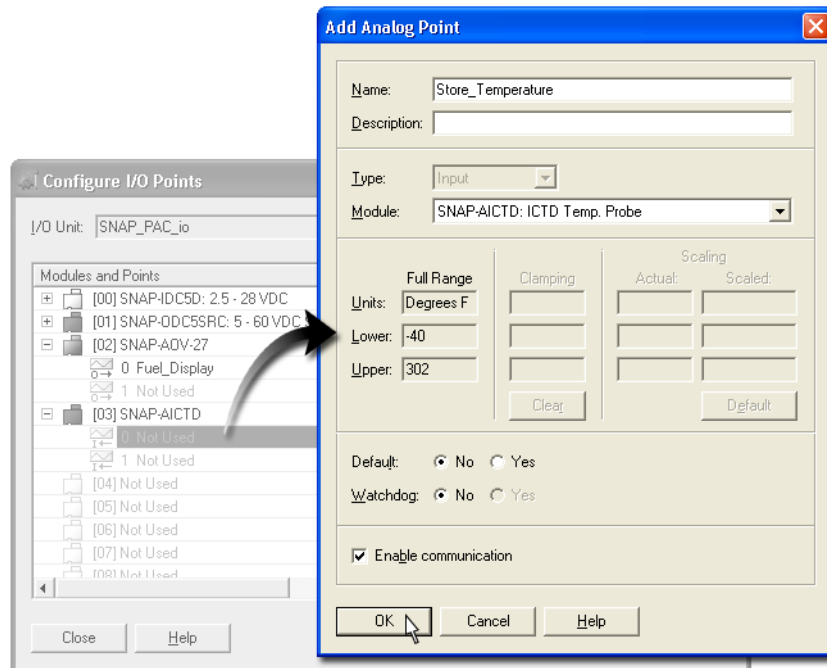 Add Analog Point
Name: Store_Temperature
Description:
Type: Input
Module: SNAP-AICTD: ICTD Temp. Probe
Scaling
Full Range Clamping Actual: Scaled:
Units: Degrees F
Lower: -40
Upper: 302
Clear Default
Default: No Yes
Watchdog: No Yes
Enable communication
OK Cancel Help
Configure I/O Points
I/O Unit: SNAP_PAC_io
Modules and Points
[00] SNAP-IDC5D: 2.5 - 28 VDC
[01] SNAP-ODC5SRC: 5 - 60 VDC
[02] SNAP-AOV-27
0 Fuel_Display
1 Not Used
[03] SNAP-AICTD
0 Not Used
1 Not Used
[04] Not Used
[05] Not Used
[06] Not Used
[07] Not Used
[08] Not Used
Close Help